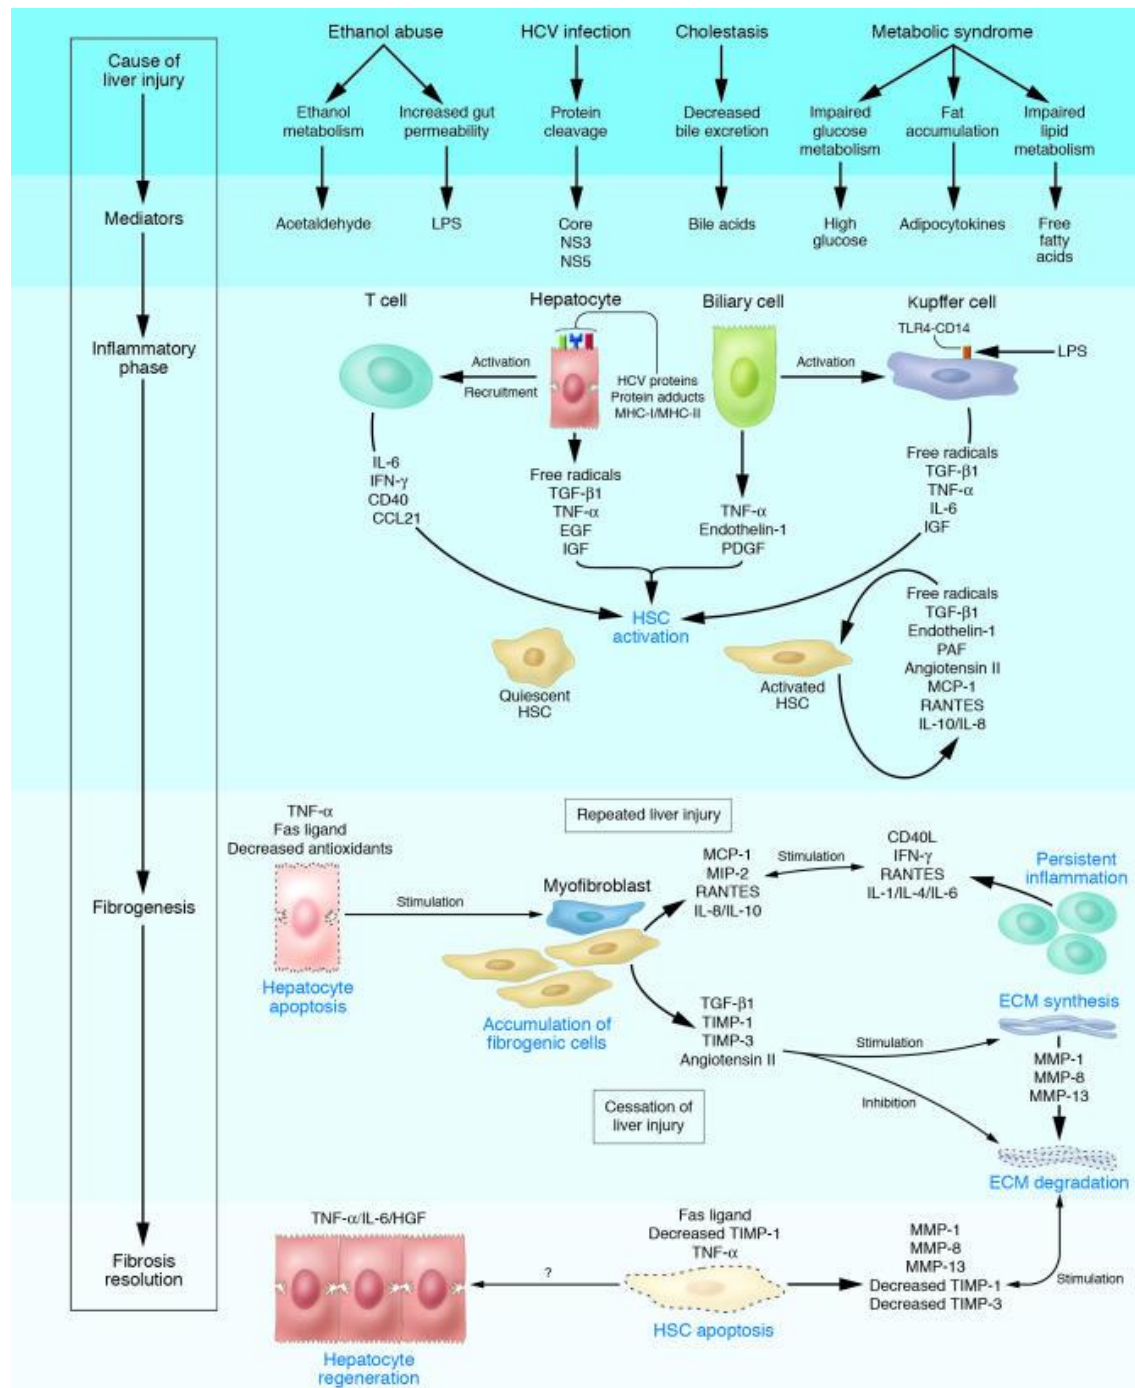 Ethanol abuse
HCV infection
Cholestasis
Metabolic syndrome
Cause of
liver injury
Ethanol
metabolism
Increased gut
permeability
Protein
cleavage
Decreased
bile excretion
Impaired
glucose
metabolism
Fat
accumulation
Impaired
lipid
metabolism
Mediators
Acetaldehyde
LPS
Core
NS3
NS5
Bile acids
High
glucose
Adipocytokines
Free
fatty
acids
Inflammatory
phase
T cell
Hepatocyte
Biliary cell
Kupffer cell
TLR4-CD14
LPS
Activation
Recruitment
HCV proteins
Protein adducts
MHC-I/MHC-II
Activation
IL-6
IFN-γ
CD40
CCL21
Free radicals
TGF-β1
TNF-α
EGF
IGF
TNF-α
Endothelin-1
PDGF
Free radicals
TGF-β1
TNF-α
IL-6
IGF
HSC
activation
Quiescent
HSC
Activated
HSC
Free radicals
TGF-β1
Endothelin-1
PAF
Angiotensin II
MCP-1
RANTES
IL-10/IL-8
Fibrogenesis
Repeated liver injury
TNF-α
Fas ligand
Decreased antioxidants
Stimulation
Hepatocyte
apoptosis
Myofibroblast
Accumulation of
fibrogenic cells
MCP-1
MIP-2
RANTES
IL-8/IL-10
Stimulation
CD40L
IFN-γ
RANTES
IL-1/IL-4/IL-6
Persistent
inflammation
TGF-β1
TIMP-1
TIMP-3
Angiotensin II
Stimulation
Inhibition
ECM synthesis
MMP-1
MMP-8
MMP-13
ECM degradation
Cessation of
liver injury
Fibrosis
resolution
TNF-α/IL-6/HGF
Hepatocyte
regeneration
?
Fas ligand
Decreased TIMP-1
TNF-α
HSC apoptosis
MMP-1
MMP-8
MMP-13
Decreased TIMP-1
Decreased TIMP-3
Stimulation